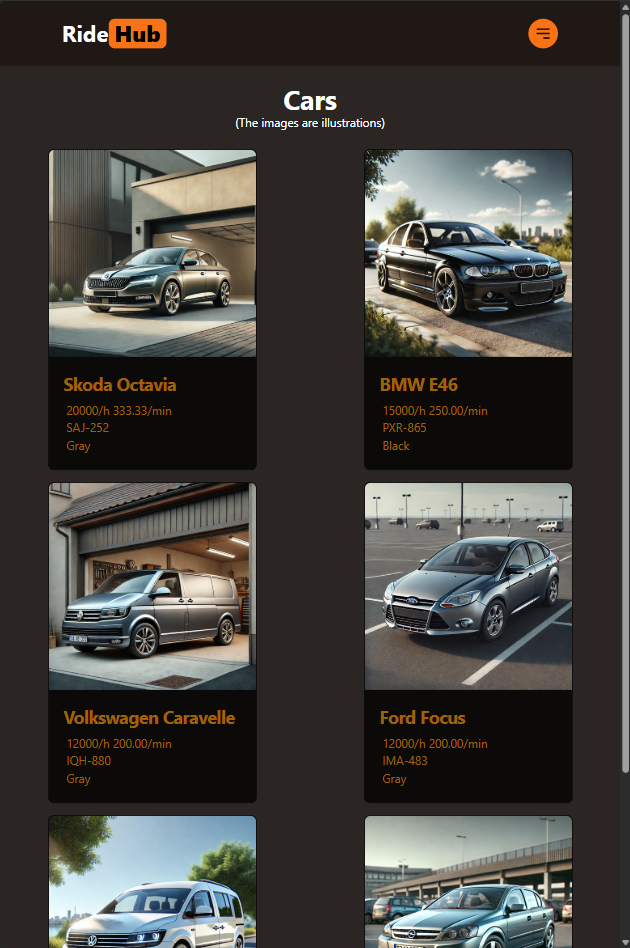 Ride Hub
Cars
(The images are illustrations)
Skoda Octavia
20000/h 333.33/min
SAJ-252
Gray
BMW E46
15000/h 250.00/min
PXR-865
Black
Volkswagen Caravelle
12000/h 200.00/min
IQH-880
Gray
Ford Focus
12000/h 200.00/min
IMA-483
Gray